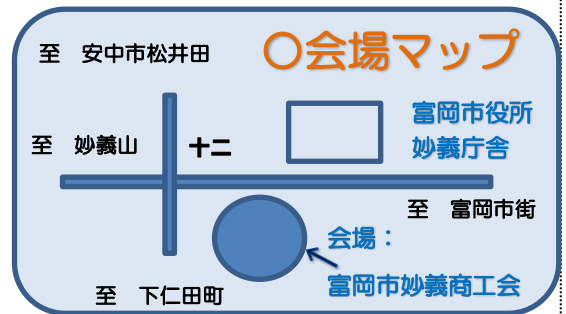 至　安中市松井田
〇会場マップ
富岡市役所
妙義庁舎
至　妙義山
十二
至　富岡市街
会場：
富岡市妙義商工会
至　下仁田町